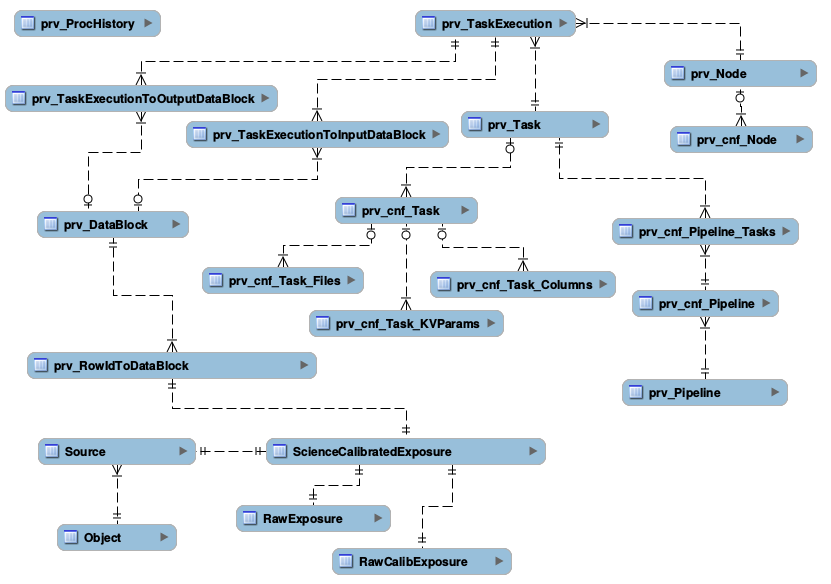 prv_ProcHistory
prv_TaskExecution
prv_Node
prv_TaskExecutionToOutputDataBlock
prv_TaskExecutionToInputDataBlock
prv_Task
prv_cnf_Node
prv_cnf_Task
prv_DataBlock
prv_cnf_Pipeline_Tasks
prv_cnf_Task_Files
prv_cnf_Task_Columns
prv_cnf_Pipeline
prv_cnf_Task_KVParams
prv_RowIdToDataBlock
prv_Pipeline
Source
ScienceCalibratedExposure
RawExposure
Object
RawCalibExposure